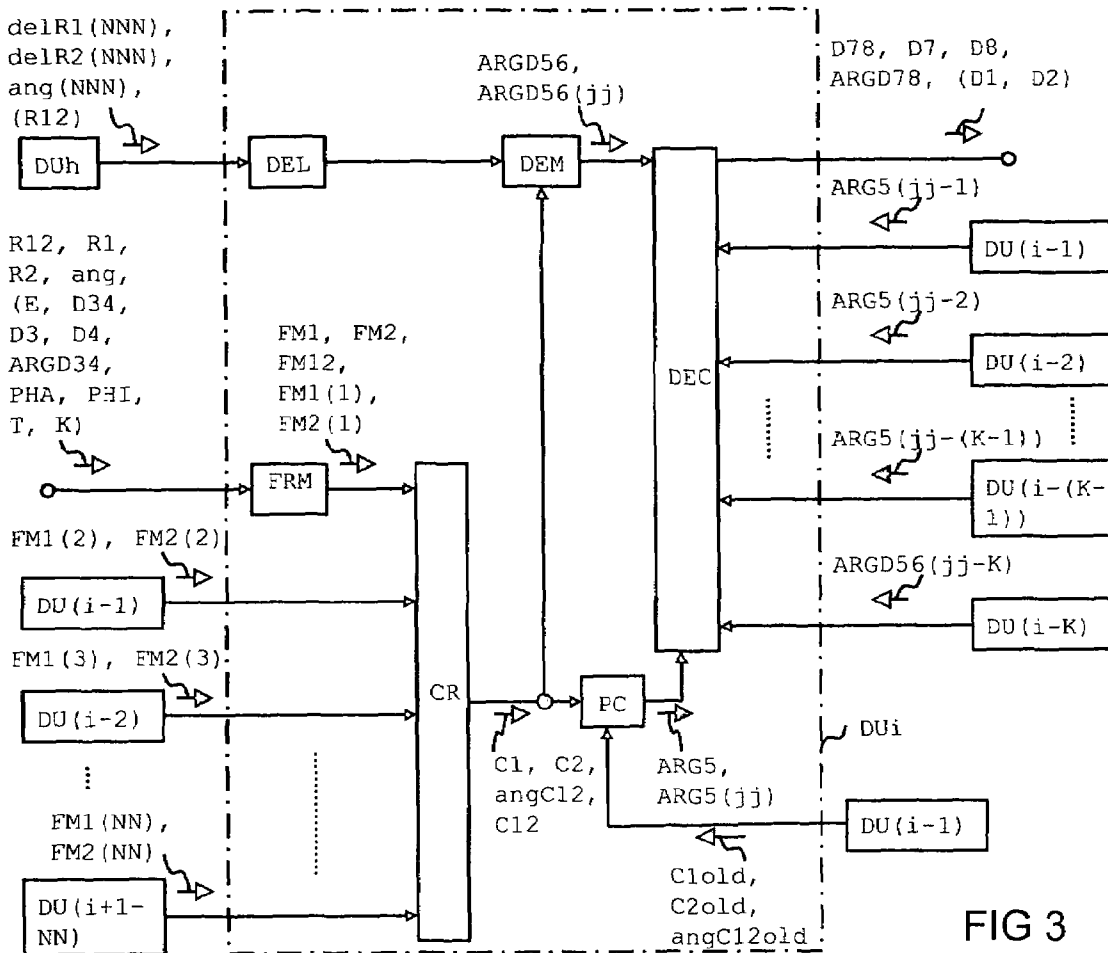 delR1(NNN),
delR2(NNN),
ang(NNN),
(R12)
DUh
DEL
ARGD56,
ARGD56(jj)
DEM
D78, D7, D8,
ARGD78, (D1, D2)
ARG5(jj-1)
DU(i-1)
ARG5(jj-2)
DU(i-2)
ARG5(jj-(K-1))
DU(i-(K-
1))
ARGD56(jj-K)
DU(i-K)
DEC
R12, R1,
R2, ang,
(E, D34,
D3, D4,
ARGD34,
PHA, PHI,
T, K)
FM1, FM2,
FM12,
FM1(1),
FM2(1)
FRM
FM1(2), FM2(2)
DU(i-1)
FM1(3), FM2(3)
DU(i-2)
FM1(NN),
FM2(NN)
DU(i+1-
NN)
CR
C1, C2,
angC12,
C12
PC
ARG5,
ARG5(jj)
DUi
DU(i-1)
C1old,
C2old,
angC12old
FIG 3